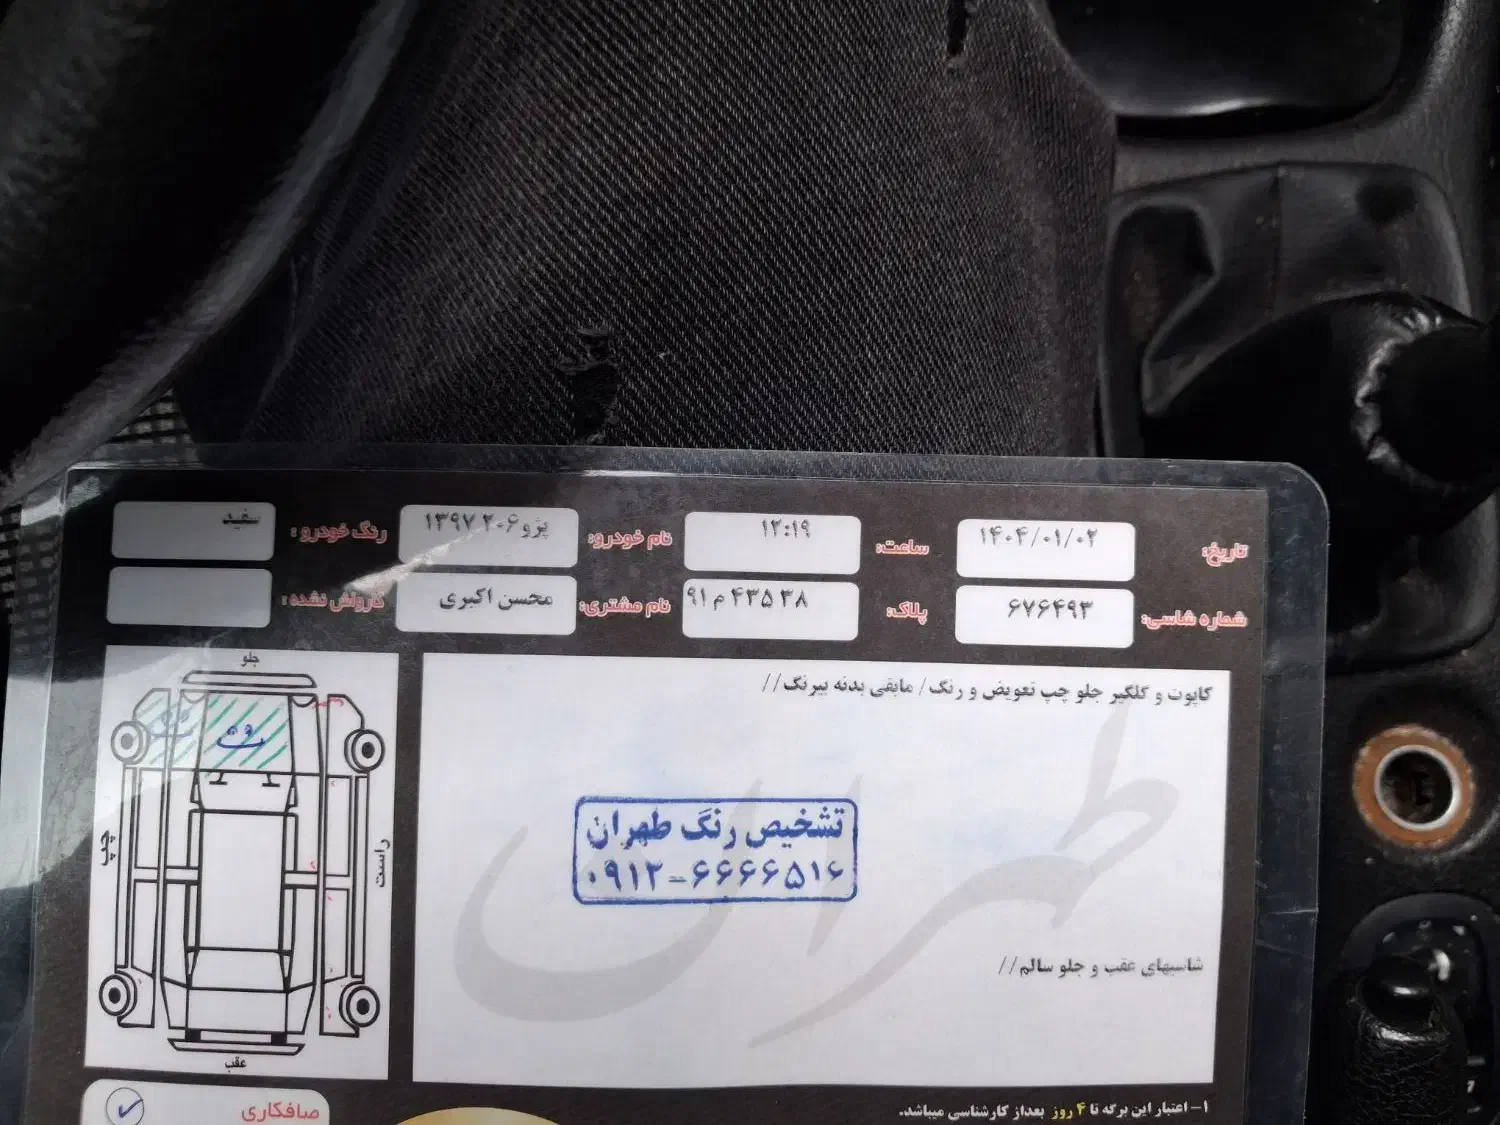 تاریخ: ۱۴۰۴/۰۱/۰۲ ساعت: ۱۲:۱۹ نام خودرو: پژو ۲۰۶ ۱۳۹۷ رنگ خودرو: سفید
شماره شاسی: ۶۷۶۴۹۳ پلاک: ۹۱ م ۴۳۵ ۳۸ نام مشتری: محسن اکبری کارواش نشده:
کاپوت و گلگیر جلو چپ تعویض و رنگ/ مابقی بدنه بیرنگ//
طهران
تشخیص رنگ طهران
۰۹۱۲-۶۶۶۶۵۱۶
شاسیهای عقب و جلو سالم//
جلو
ت
ت
چپ
راست
عقب
صافکاری
۱- اعتبار این برگه تا ۴ روز بعداز کارشناسی میباشد.